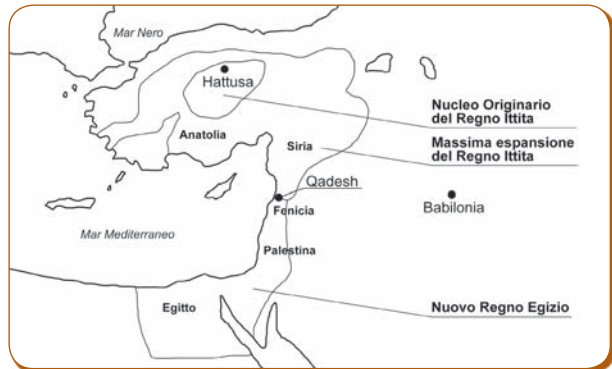 Mar Nero
Hattusa
Nucleo Originario
del Regno Ittita
Anatolia
Siria
Massima espansione
del Regno Ittita
Qadesh
Fenicia
Babilonia
Mar Mediterraneo
Palestina
Egitto
Nuovo Regno Egizio